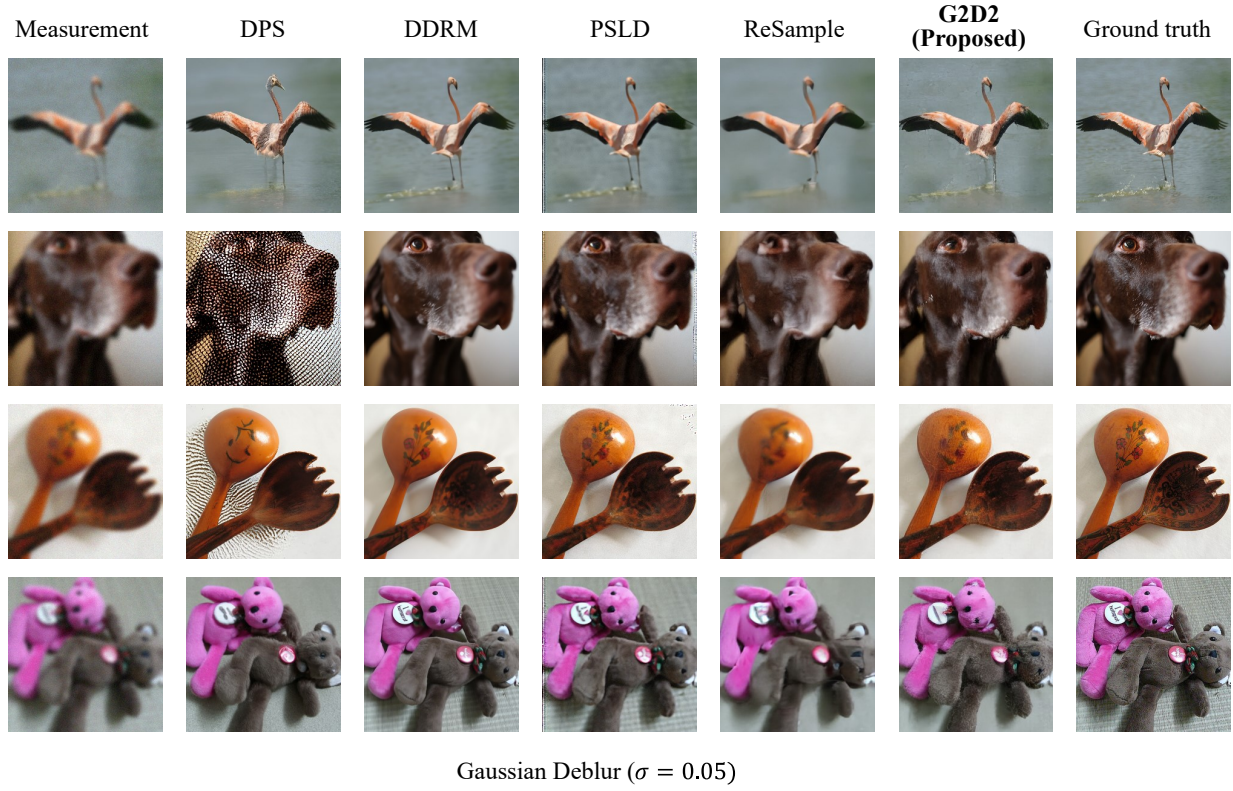 Measurement
DPS
DDRM
PSLD
ReSample
G2D2
(Proposed)
Ground truth
Gaussian Deblur (σ = 0.05)